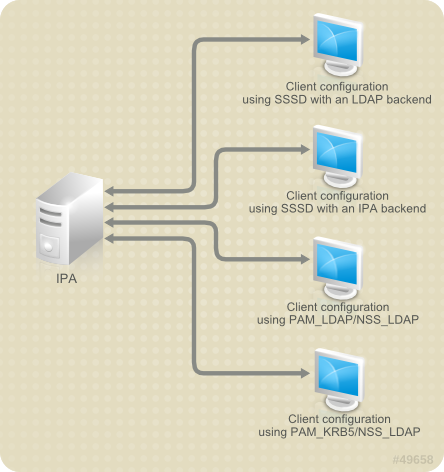 Client configuration
using SSSD with an LDAP backend
Client configuration
using SSSD with an IPA backend
IPA
Client configuration
using PAM_LDAP/NSS_LDAP
Client configuration
using PAM_KRB5/NSS_LDAP
#49658